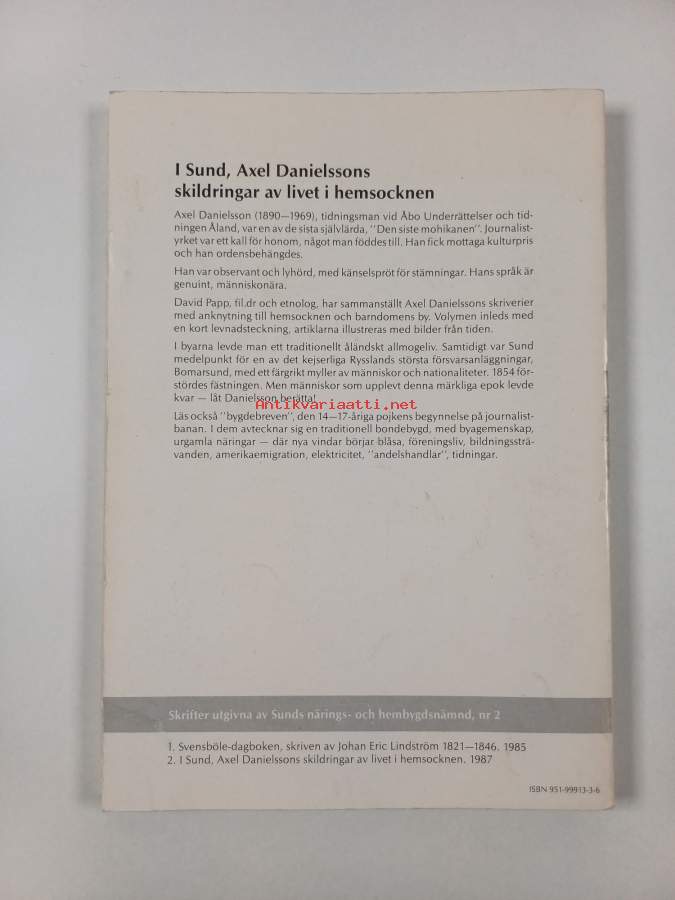 I Sund, Axel Danielssons
skildringar av livet i hemsocknen
Axel Danielsson (1890—1969), tidningsman vid Åbo Underrättelser och tid-
ningen Åland, var en av de sista självlärda, "Den siste mohikanen". Journalist-
yrket var ett kall för honom, något man föddes till. Han fick mottaga kulturpris
och han ordensbehängdes.
Han var observant och lyhörd, med känselspröt för stämningar. Hans språk är
genuint, människonära.
David Papp, fil.dr och etnolog, har sammanställt Axel Danielssons skriverier
med anknytning till hemsocknen och barndomens by. Volymen inleds med
en kort levnadsteckning, artiklarna illustreras med bilder från tiden.
I byarna levde man ett traditionellt åländskt allmogeliv. Samtidigt var Sund
medelpunkt för en av det kejserliga Rysslands största försvarsanläggningar,
Bomarsund, med ett färgrikt myller av människor och nationaliteter. 1854 för-
stördes fästningen. Men människor som upplevt denna märkliga epok levde
kvar — låt Danielsson berätta!
Antikvariaatti.net
Läs också "bygdebreven", den 14—17-åriga pojkens begynnelse på journalist-
banan. I dem avtecknar sig en traditionell bondebygd, med byagemenskap,
urgamla näringar — där nya vindar börjar blåsa, föreningsliv, bildningssträ-
vanden, amerikaemigration, elektricitet, "andelshandlar", tidningar.
Skrifter utgivna av Sunds närings- och hembygdsnämnd, nr 2
1. Svensböle-dagboken, skriven av Johan Eric Lindström 1821—1846. 1985
2. I Sund, Axel Danielssons skildringar av livet i hemsocknen. 1987
ISBN 951-99913-3-6